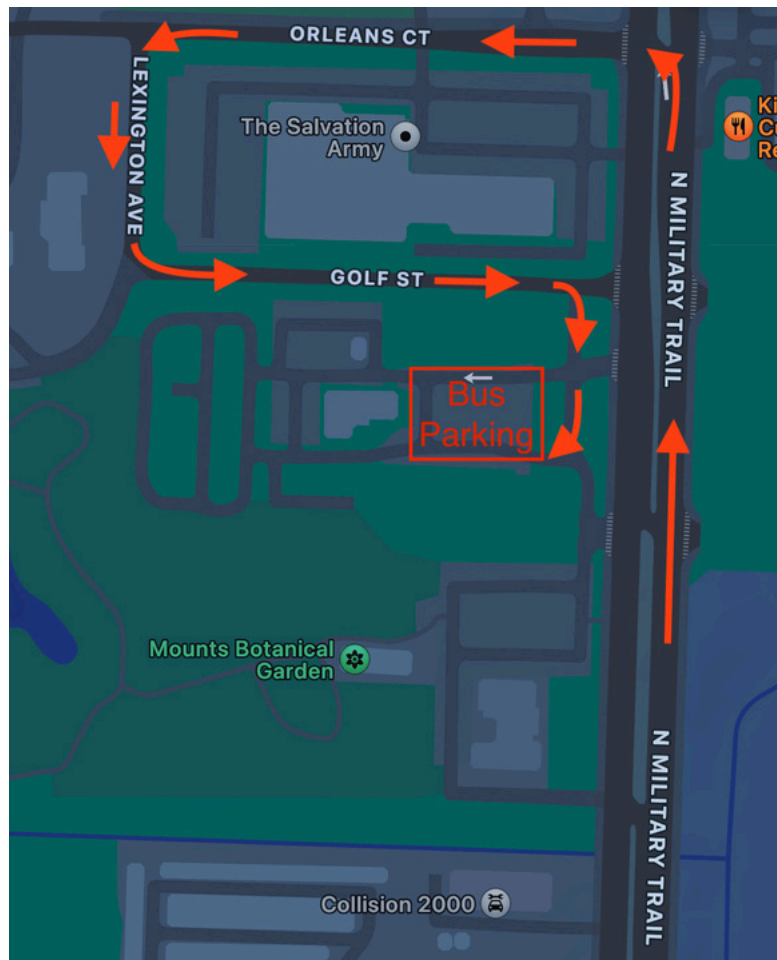 ORLEANS CT
LEXINGTON AVE
The Salvation
Army
Ki
Re
N MILITARY TRAIL
GOLF ST
Bus
Parking
Mounts Botanical
Garden
N MILITARY TRAIL
Collision 2000